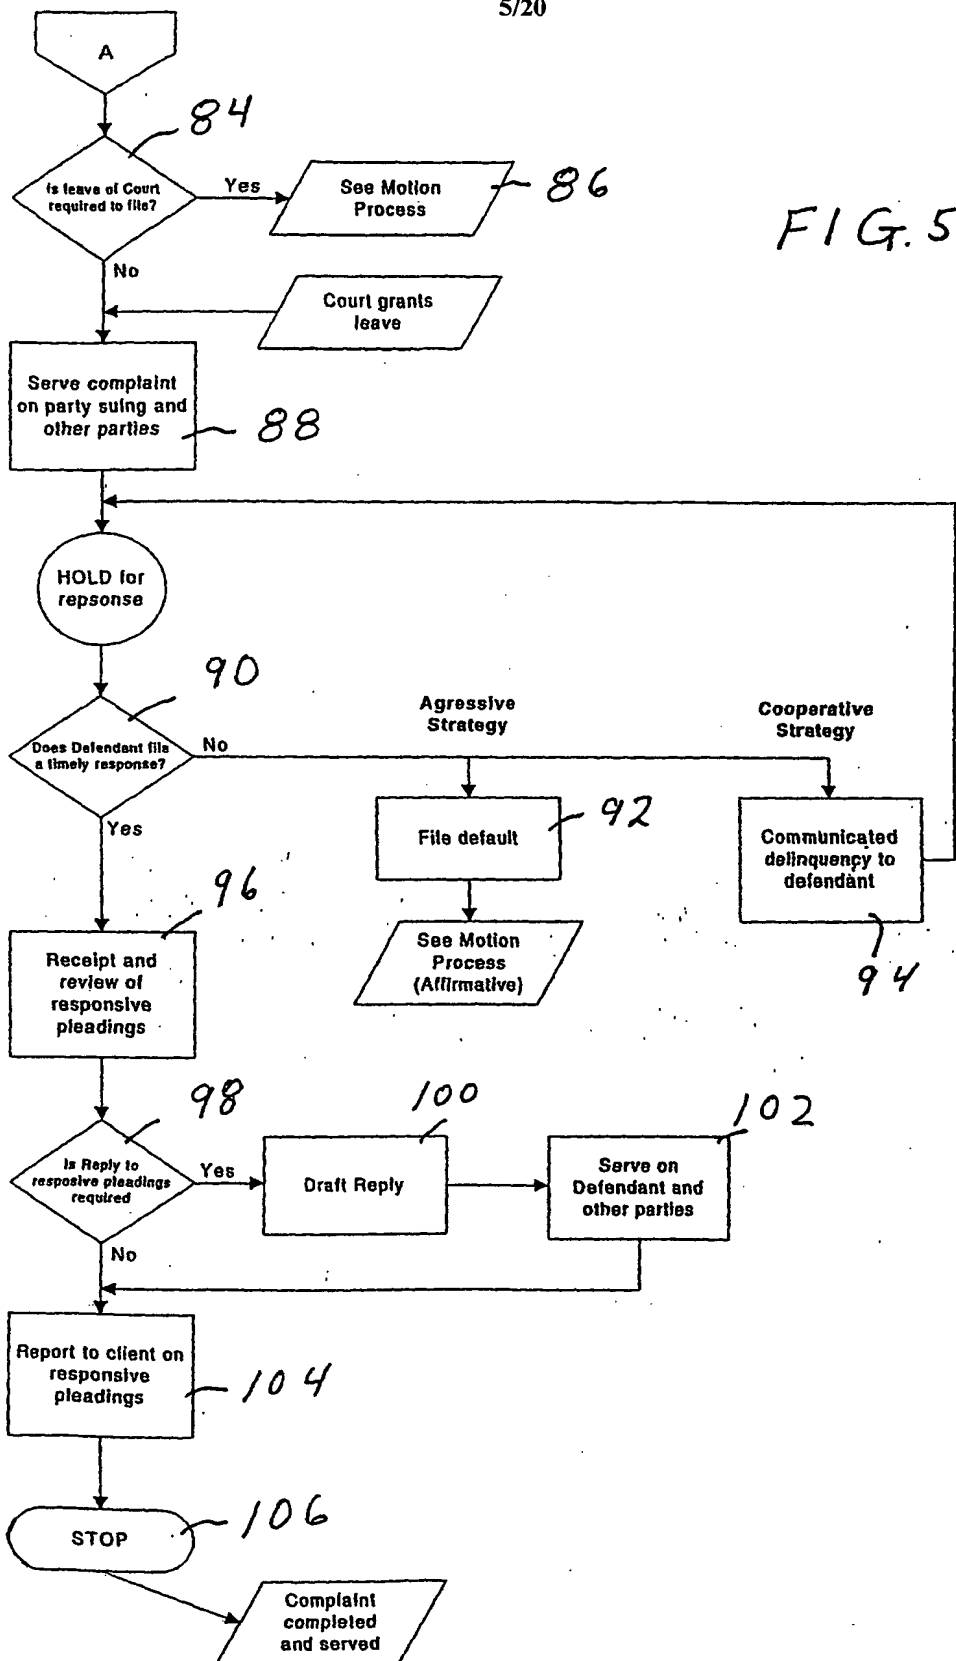 5/20
A
84
Is leave of Court
required to file?
Yes
See Motion
Process
86
FIG. 5
No
Court grants
leave
Serve complaint
on party suing and
other parties
88
HOLD for
repsonse
90
Does Defendant file
a timely response?
No
Agressive
Strategy
Cooperative
Strategy
Yes
File default
92
Communicated
delinquency to
defendant
94
See Motion
Process
(Affirmative)
96
Receipt and
review of
responsive
pleadings
98
Is Reply to
resposive pleadings
required
Yes
100
Draft Reply
102
Serve on
Defendant and
other parties
No
Report to client on
responsive
pleadings
104
STOP
106
Complaint
completed
and served